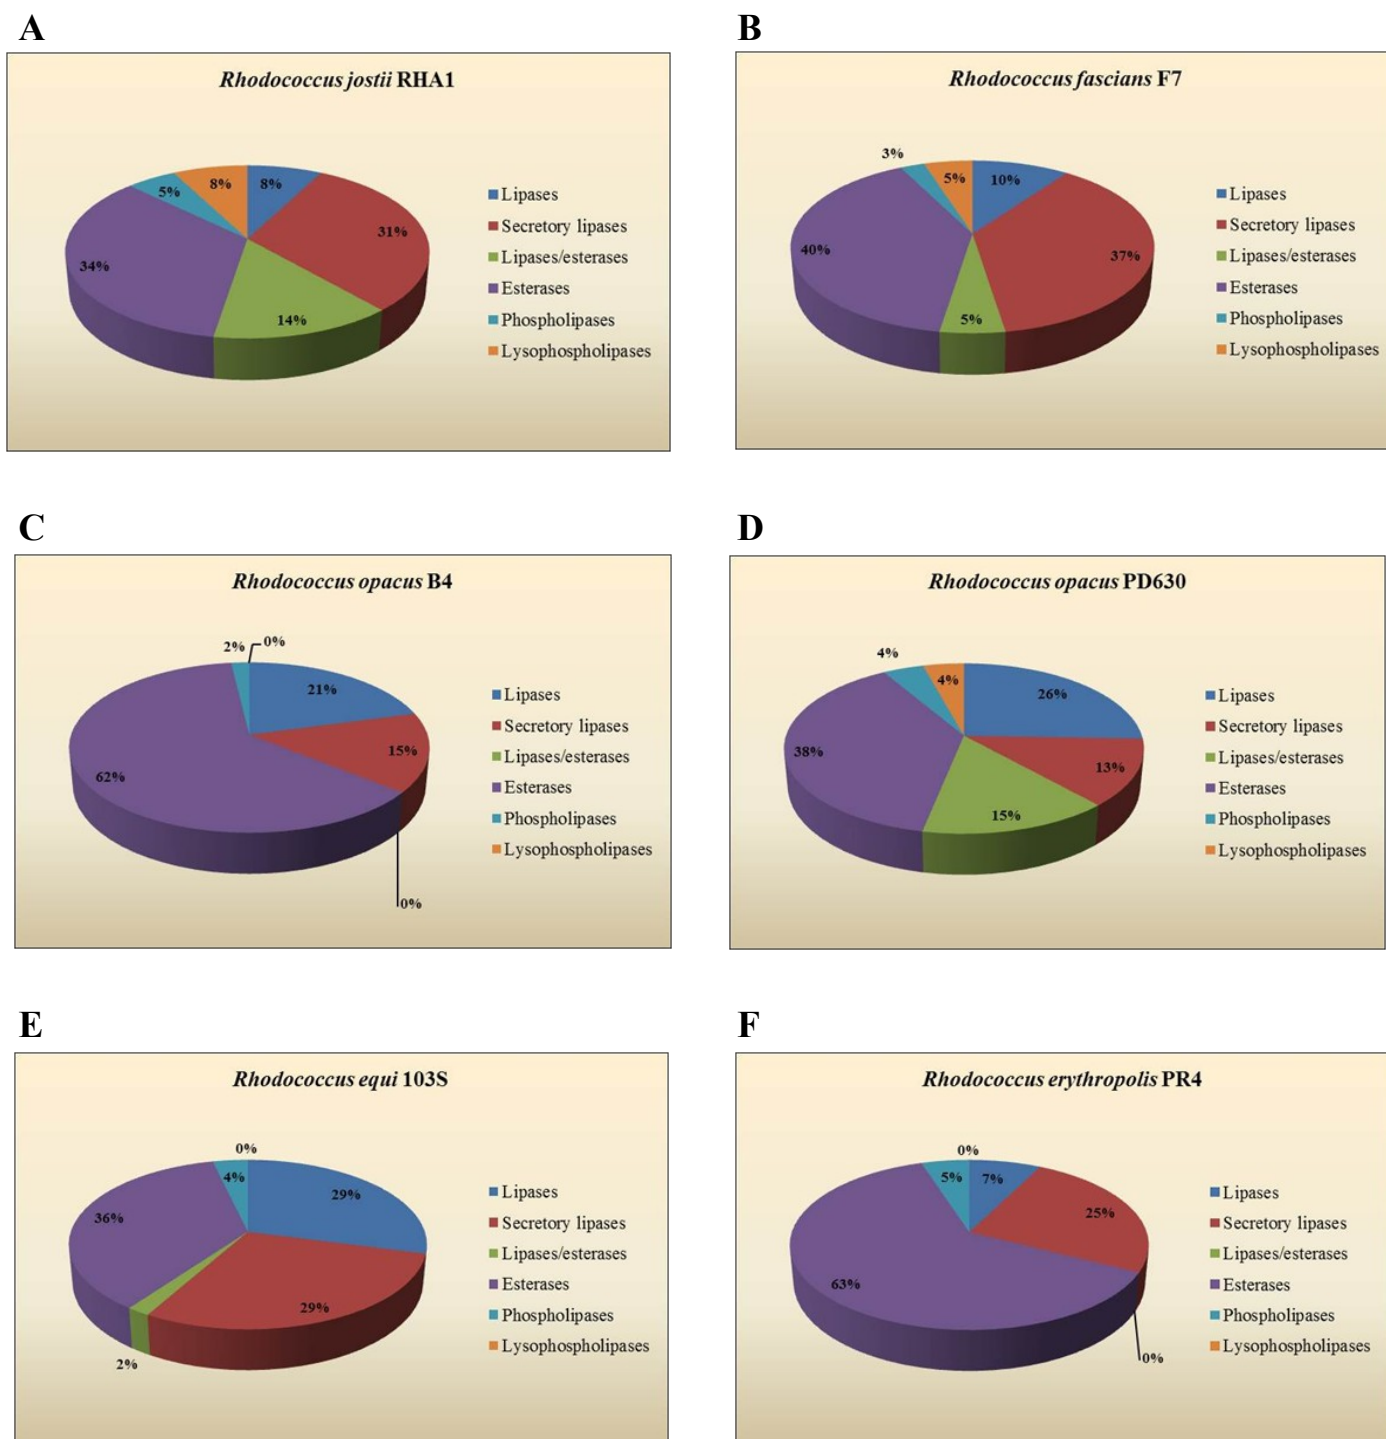 A
Rhodococcus jostii RHA1
8%
8%
5%
31%
34%
14%
Lipases
Secretory lipases
Lipases/esterases
Esterases
Phospholipases
Lysophospholipases
B
Rhodococcus fascians F7
3%
5%
10%
40%
37%
5%
Lipases
Secretory lipases
Lipases/esterases
Esterases
Phospholipases
Lysophospholipases
C
Rhodococcus opacus B4
2%
0%
21%
15%
62%
0%
Lipases
Secretory lipases
Lipases/esterases
Esterases
Phospholipases
Lysophospholipases
D
Rhodococcus opacus PD630
4%
4%
26%
38%
13%
15%
Lipases
Secretory lipases
Lipases/esterases
Esterases
Phospholipases
Lysophospholipases
E
Rhodococcus equi 103S
0%
4%
29%
36%
29%
2%
Lipases
Secretory lipases
Lipases/esterases
Esterases
Phospholipases
Lysophospholipases
F
Rhodococcus erythropolis PR4
0%
5%
7%
25%
63%
0%
Lipases
Secretory lipases
Lipases/esterases
Esterases
Phospholipases
Lysophospholipases